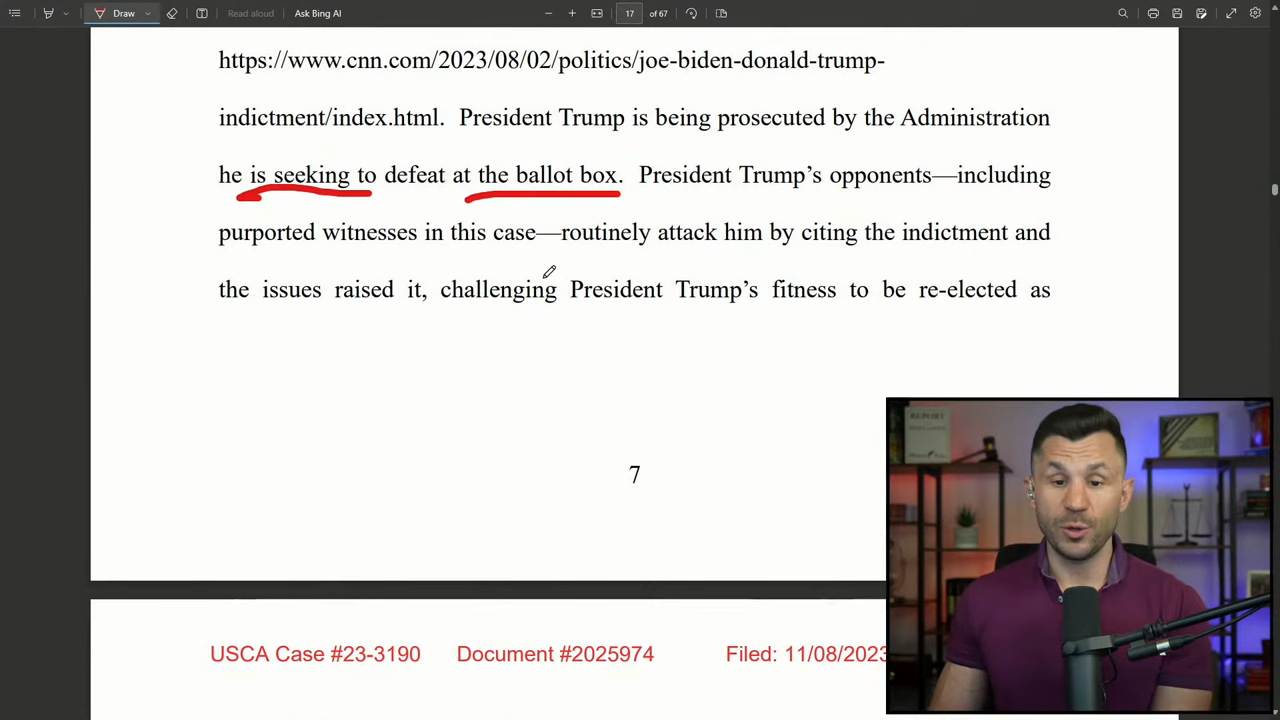 Draw
Read aloud
Ask Bing AI
17 of 67
https://www.cnn.com/2023/08/02/politics/joe-biden-donald-trump-
indictment/index.html. President Trump is being prosecuted by the Administration
he is seeking to defeat at the ballot box. President Trump’s opponents—including
purported witnesses in this case—routinely attack him by citing the indictment and
the issues raised it, challenging President Trump’s fitness to be re-elected as
7
REPORT
USCA Case #23-3190 Document #2025974 Filed: 11/08/2023